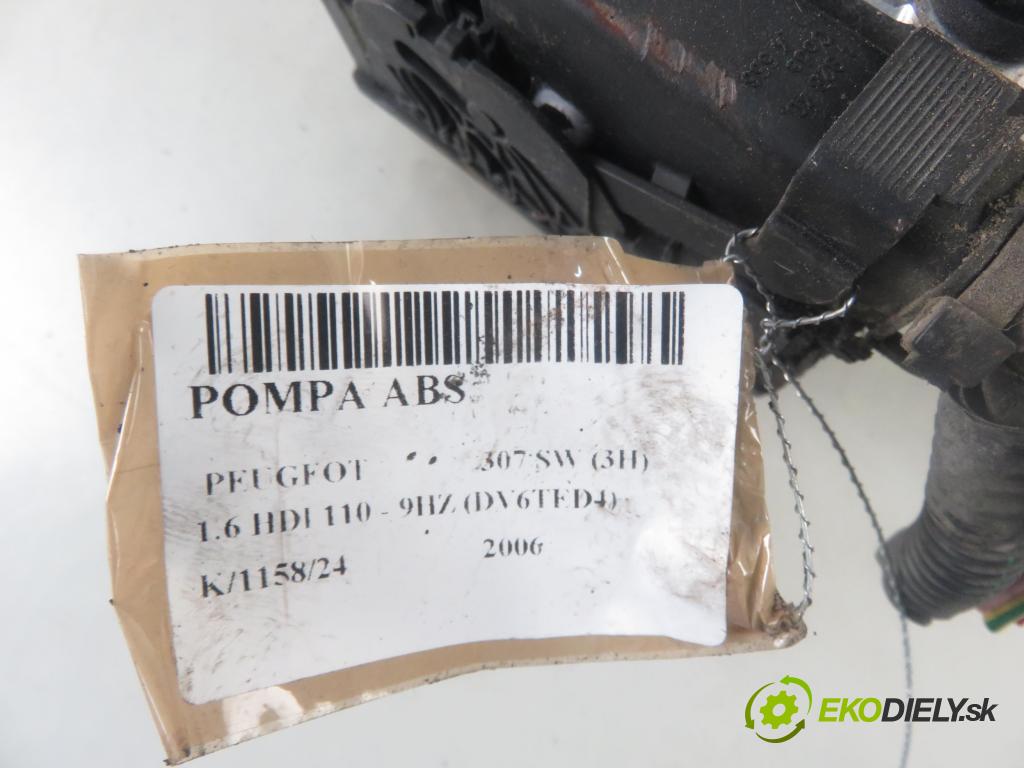 POMPA ABS
PEUGEOT 307 SW (3H)
1.6 HDI 110 - 9HZ (DV6TED4)
K/1158/24 2006
EKODIELY.sk